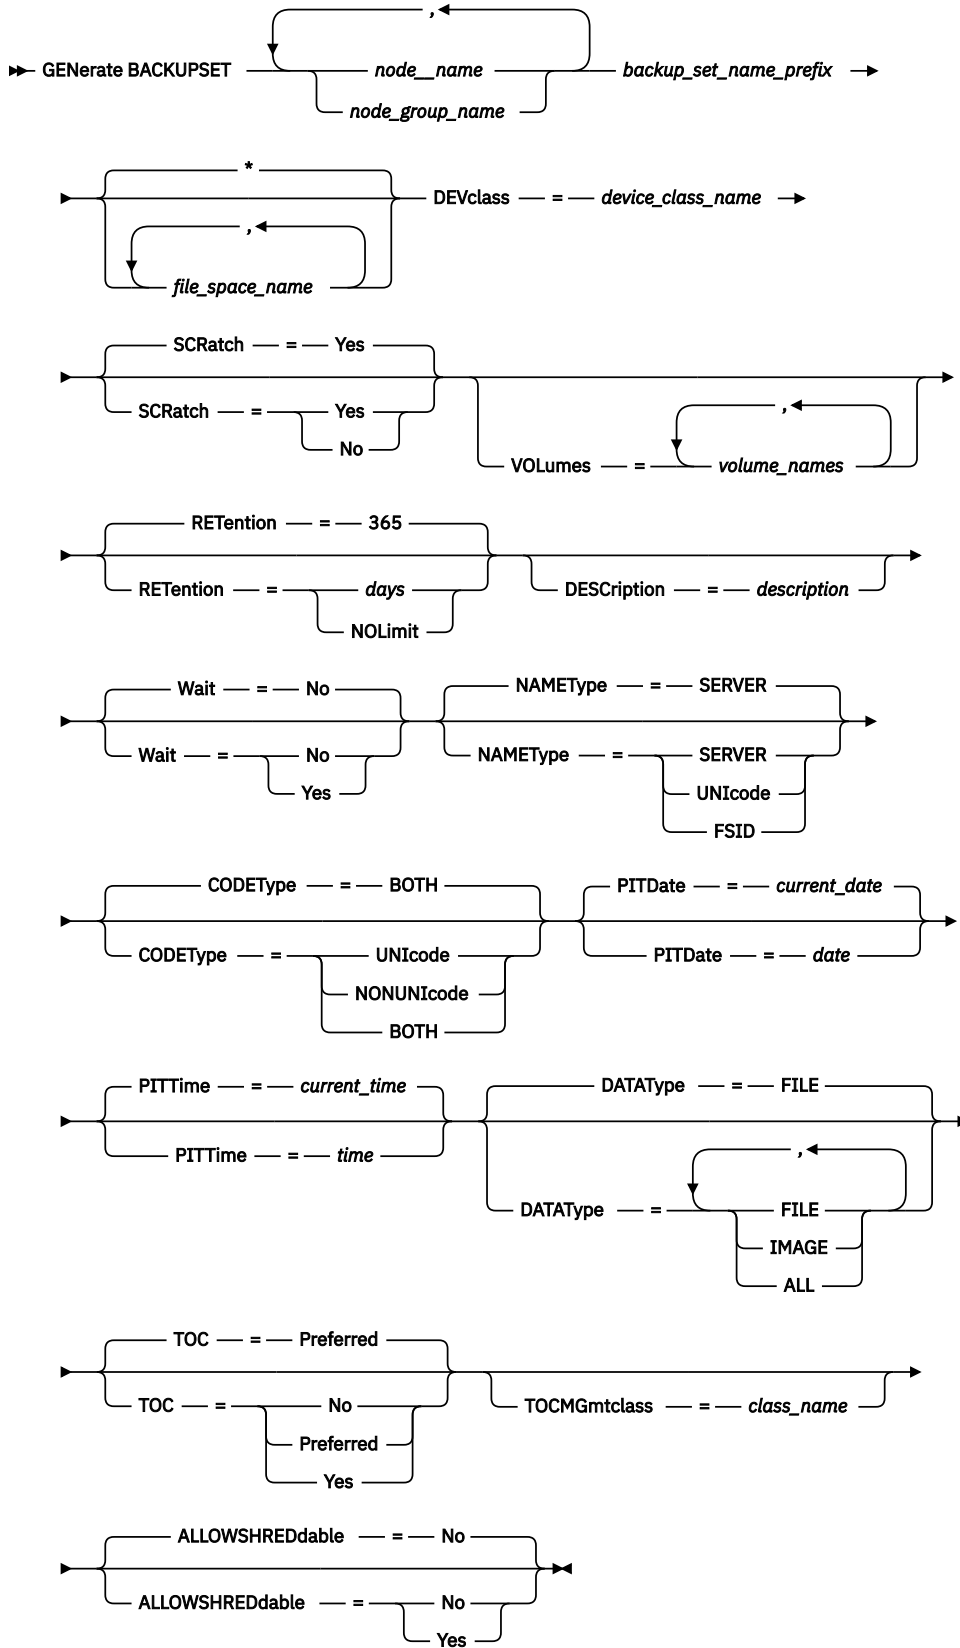 ,
GENerate BACKUPSET node__name backup_set_name_prefix
node_group_name
*
DEVclass = device_class_name
,
file_space_name
SCRatch = Yes
SCRatch = Yes
No
,
VOLumes = volume_names
RETention = 365
RETention = days
NOLimit
DESCription = description
Wait = No
Wait = No
Yes
NAMEType = SERVER
NAMEType = SERVER
UNIcode
FSID
CODEType = BOTH
CODEType = UNIcode
NONUNIcode
BOTH
PITDate = current_date
PITDate = date
PITTime = current_time
PITTime = time
DATAType = FILE
,
DATAType = FILE
IMAGE
ALL
TOC = Preferred
TOC = No
Preferred
Yes
TOCMGmtclass = class_name
ALLOWSHREDdable = No
ALLOWSHREDdable = No
Yes